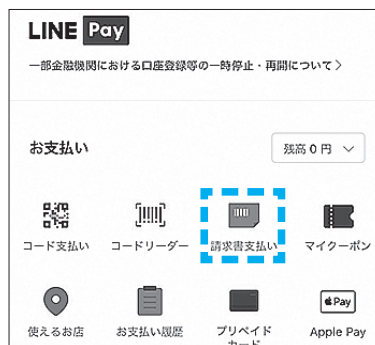 LINE Pay
一部金融機関における口座登録等の一時停止・再開について>
お支払い
残高 0 円
コード支払い
コードリーダー
請求書支払い
マイクーポン
Pay
使えるお店
お支払い履歴
プリペイド
カード
Apple Pay